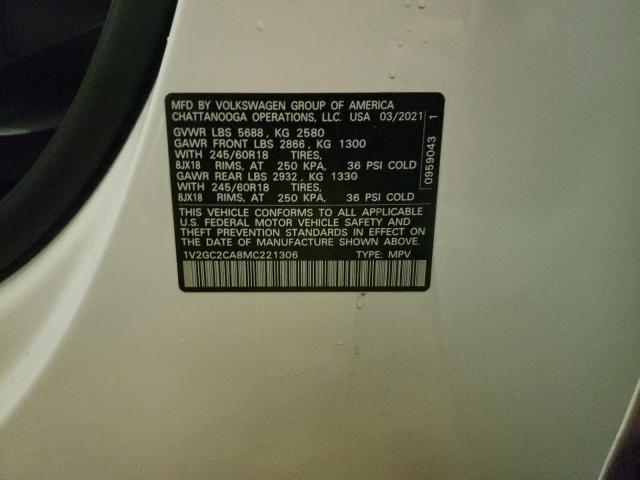 MFD BY VOLKSWAGEN GROUP OF AMERICA
CHATTANOOGA OPERATIONS, LLC. USA 03/2021
GVWR LBS 5688, KG 2580
GAWR FRONT LBS 2866, KG 1300
WITH 245/60R18 TIRES,
8JX18 RIMS, AT 250 KPA, 36 PSI COLD
GAWR REAR LBS 2932, KG 1330
WITH 245/60R18 TIRES,
8JX18 RIMS, AT 250 KPA, 36 PSI COLD
THIS VEHICLE CONFORMS TO ALL APPLICABLE
U.S. FEDERAL MOTOR VEHICLE SAFETY AND
THEFT PREVENTION STANDARDS IN EFFECT ON
THE DATE OF MANUFACTURE SHOWN ABOVE.
1V2GC2CA8MC221306 TYPE: MPV
0959043 1